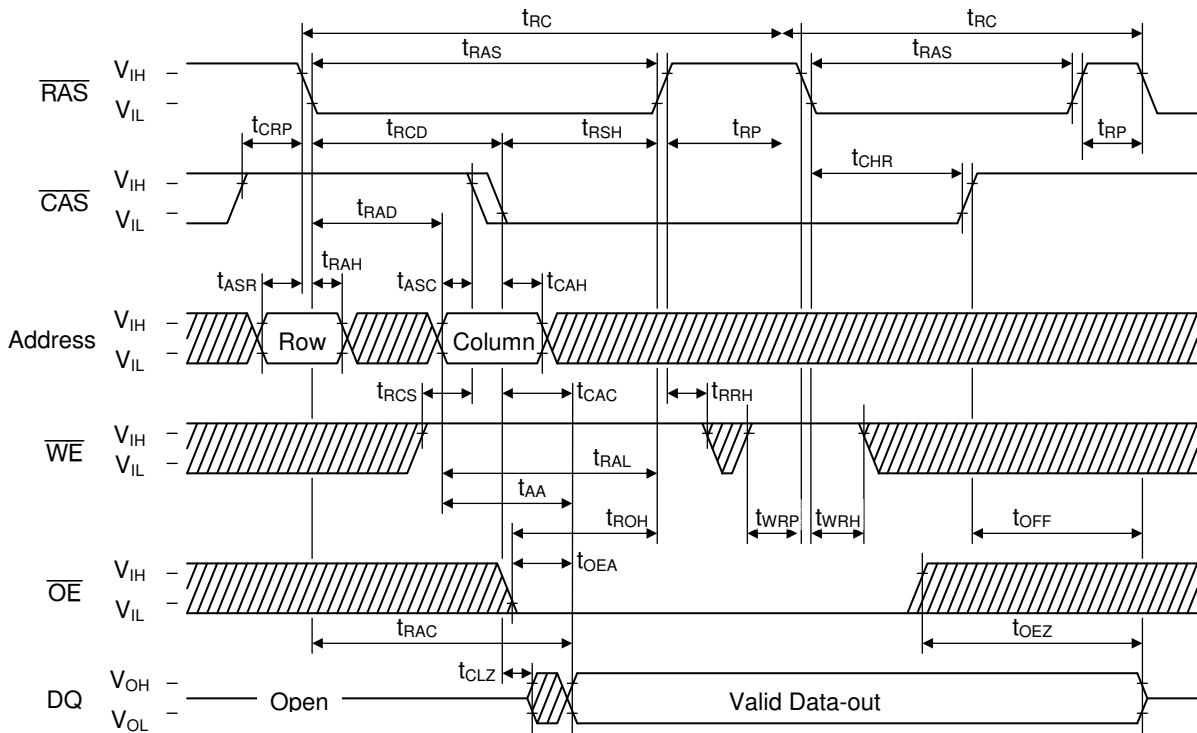 tRC tRC
tRAS tRAS
RAS VIH
VIL
tCRP tRCD tRSH tRP tRP
tCHR
CAS VIH
VIL
tRAD
tASR tRAH tASC tCAH
Address VIH
VIL
Row Column
tRCS tCAC tRRH
WE VIH
VIL
tRAL
tAA
tROH tWRP tWRH tOFF
tOEA
OE VIH
VIL
tRAC tOEZ
tCLZ
DQ VOH
VOL
Open Valid Data-out